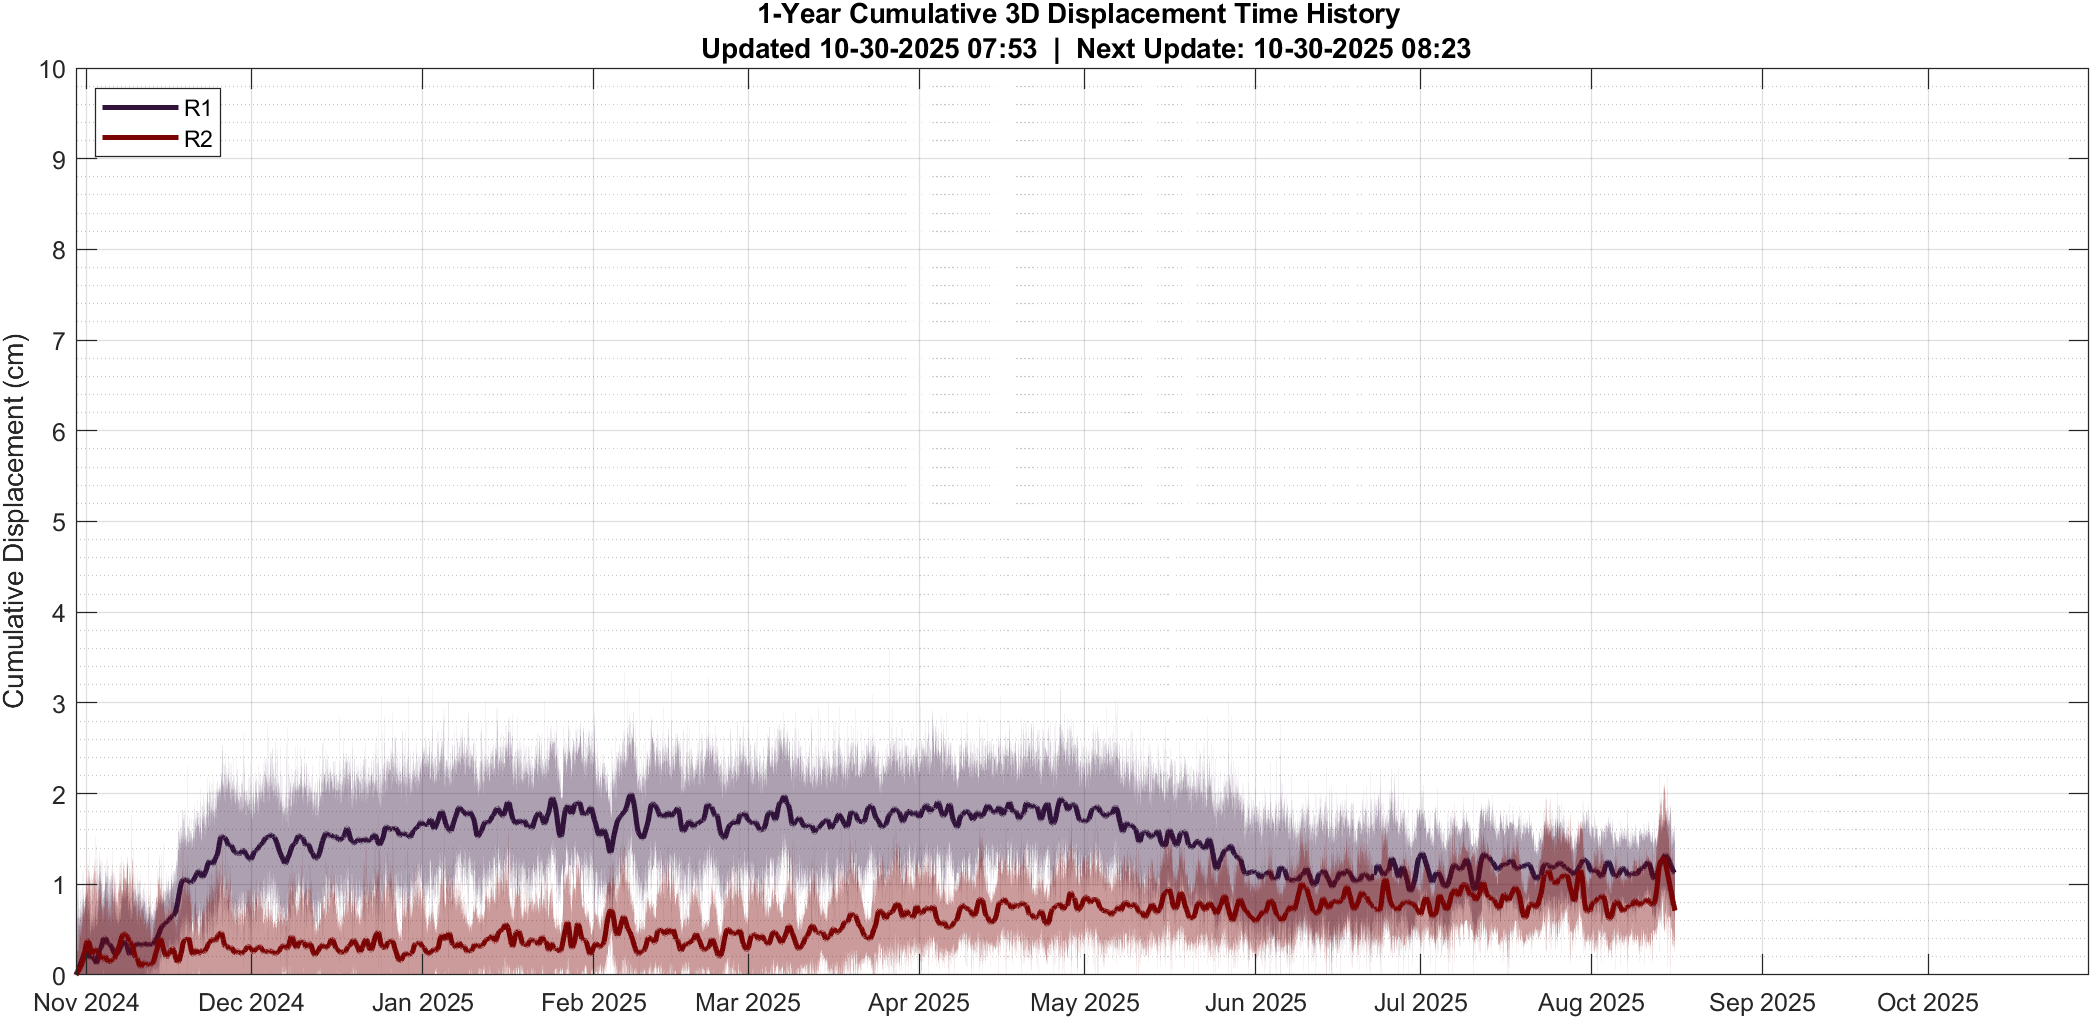 1-Year Cumulative 3D Displacement Time History
Updated 10-30-2025 07:53 | Next Update: 10-30-2025 08:23
R1
R2
Cumulative Displacement (cm)
10
9
8
7
6
5
4
3
2
1
0
Nov 2024 Dec 2024 Jan 2025 Feb 2025 Mar 2025 Apr 2025 May 2025 Jun 2025 Jul 2025 Aug 2025 Sep 2025 Oct 2025